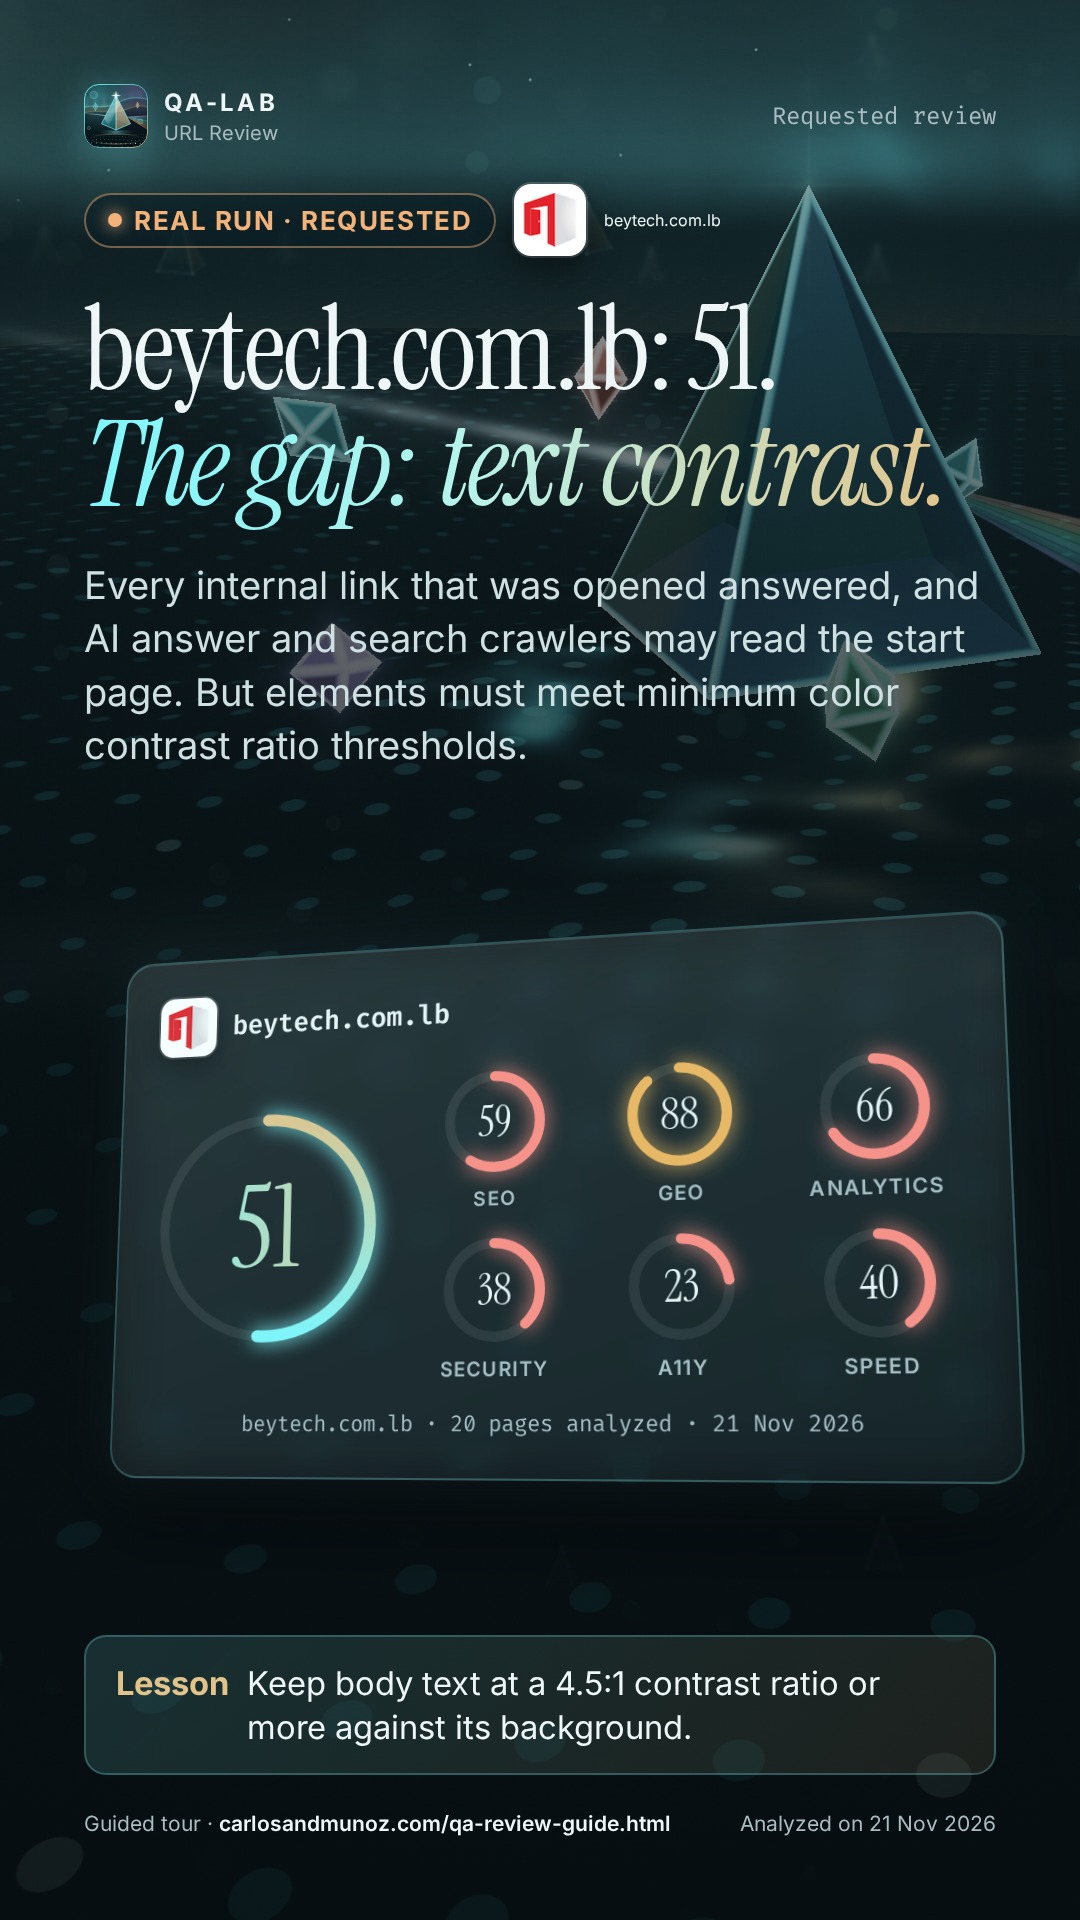 QA-LAB
URL Review
Requested review
REAL RUN · REQUESTED
beytech.com.lb
beytech.com.lb: 51.
The gap: text contrast.
Every internal link that was opened answered, and
AI answer and search crawlers may read the start
page. But elements must meet minimum color
contrast ratio thresholds.
beytech.com.lb
51
59
SEO
88
GEO
66
ANALYTICS
38
SECURITY
23
A11Y
40
SPEED
beytech.com.lb · 20 pages analyzed · 21 Nov 2026
Lesson Keep body text at a 4.5:1 contrast ratio or
more against its background.
Guided tour · carlosandmunoz.com/qa-review-guide.html
Analyzed on 21 Nov 2026